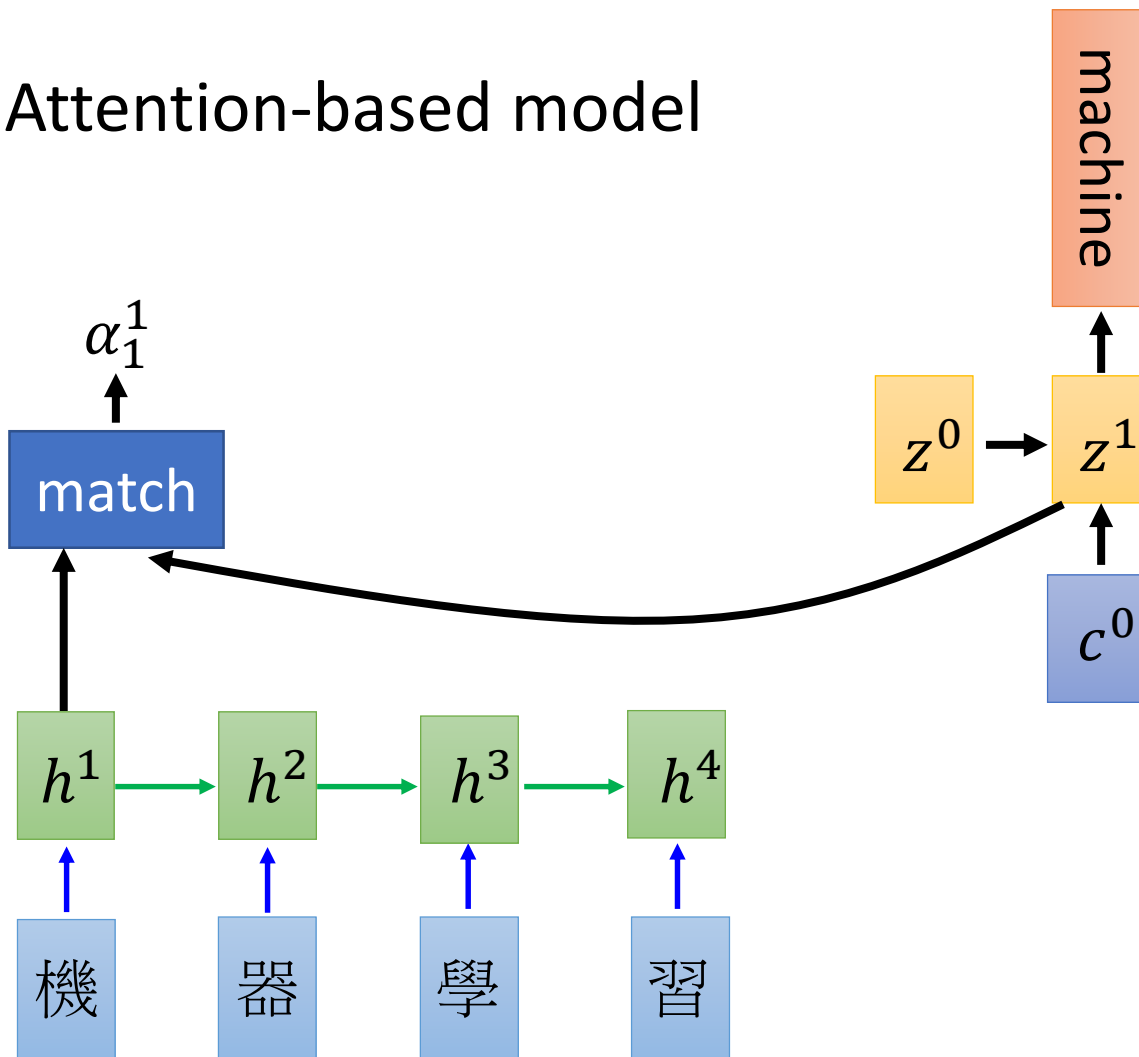 Attention-based model
machine
α₁¹
match
z⁰
z¹
c⁰
h¹
h²
h³
h⁴
機
器
學
習